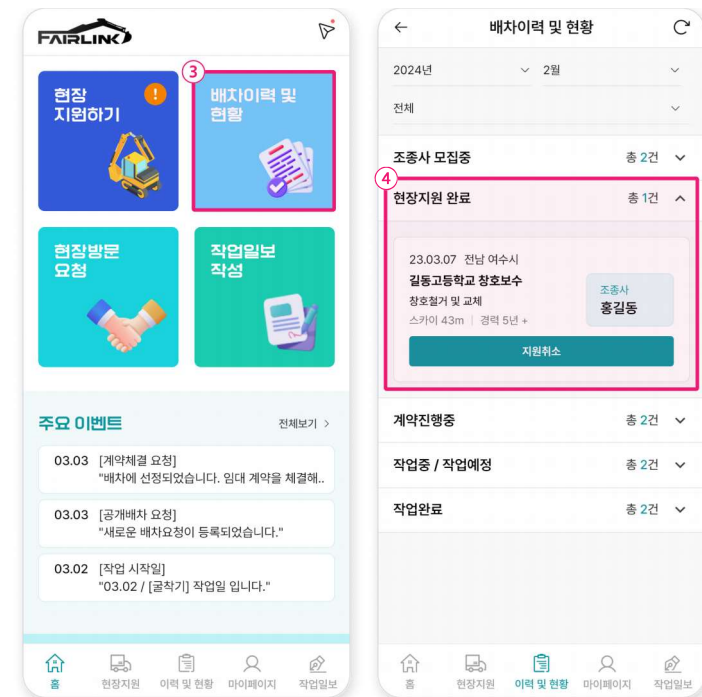 FAIRLINK
③
현장
지원하기
!
배차이력 및
현황
현장방문
요청
작업일보
작성
주요 이벤트
전체보기 >
03.03 [계약체결 요청]
"배차에 선정되었습니다. 임대 계약을 체결해..
03.03 [공개배차 요청]
"새로운 배차요청이 등록되었습니다."
03.02 [작업 시작일]
"03.02 / [굴착기] 작업일 입니다."
홈 현장지원 이력 및 현황 마이페이지 작업일보
배차이력 및 현황
2024년 2월
전체
조종사 모집중 총 2건
④
현장지원 완료 총 1건
23.03.07 전남 여수시
길동고등학교 창호보수
창호철거 및 교체
스카이 43m | 경력 5년 +
조종사
홍길동
지원취소
계약진행중 총 2건
작업중 / 작업예정 총 2건
작업완료 총 2건
홈 현장지원 이력 및 현황 마이페이지 작업일보